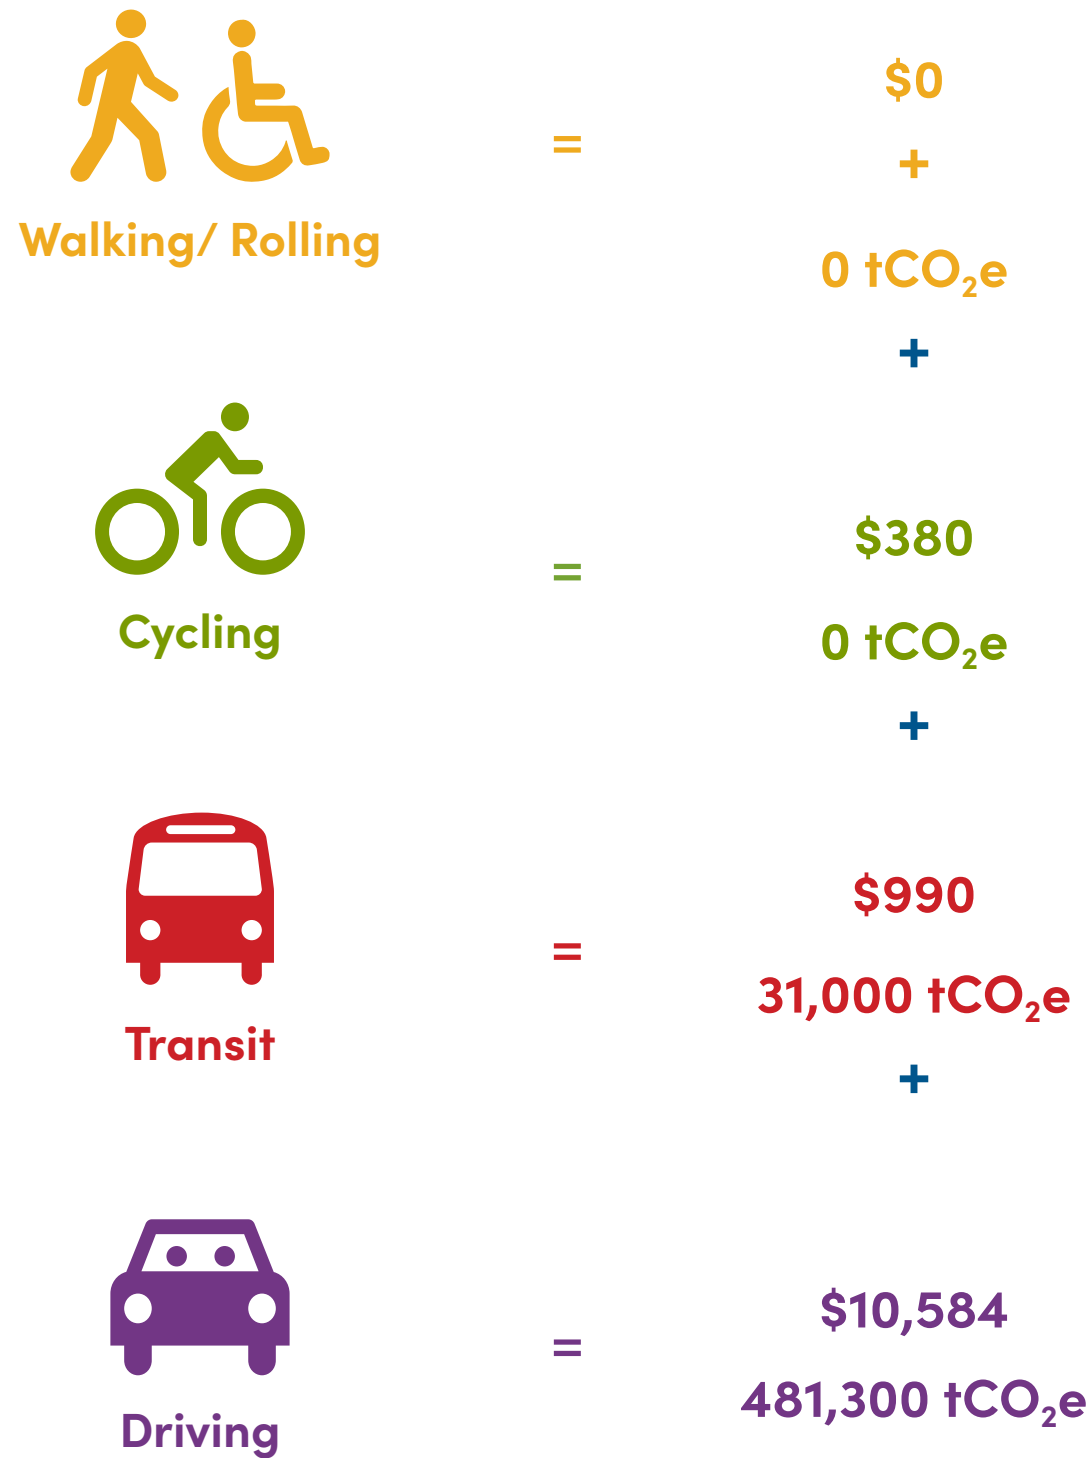 =
$0
+
Walking/ Rolling
0 tCO₂e
+
Cycling
=
$380
0 tCO₂e
+
Transit
=
$990
31,000 tCO₂e
+
Driving
=
$10,584
481,300 tCO₂e